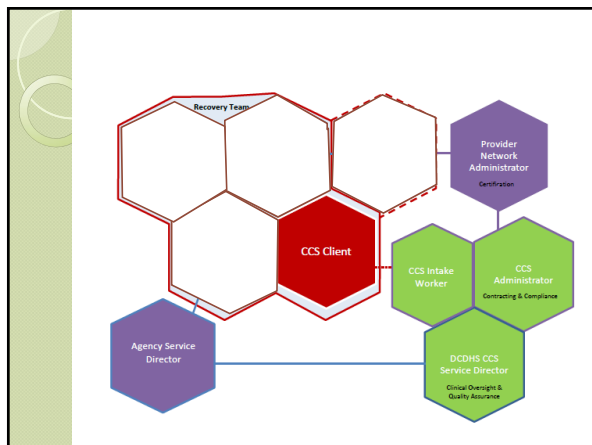 Recovery Team
Provider
Network
Administrator
Certification
CCS Client
CCS Intake
Worker
CCS
Administrator
Contracting & Compliance
Agency Service
Director
DCDHS CCS
Service Director
Clinical Oversight &
Quality Assurance